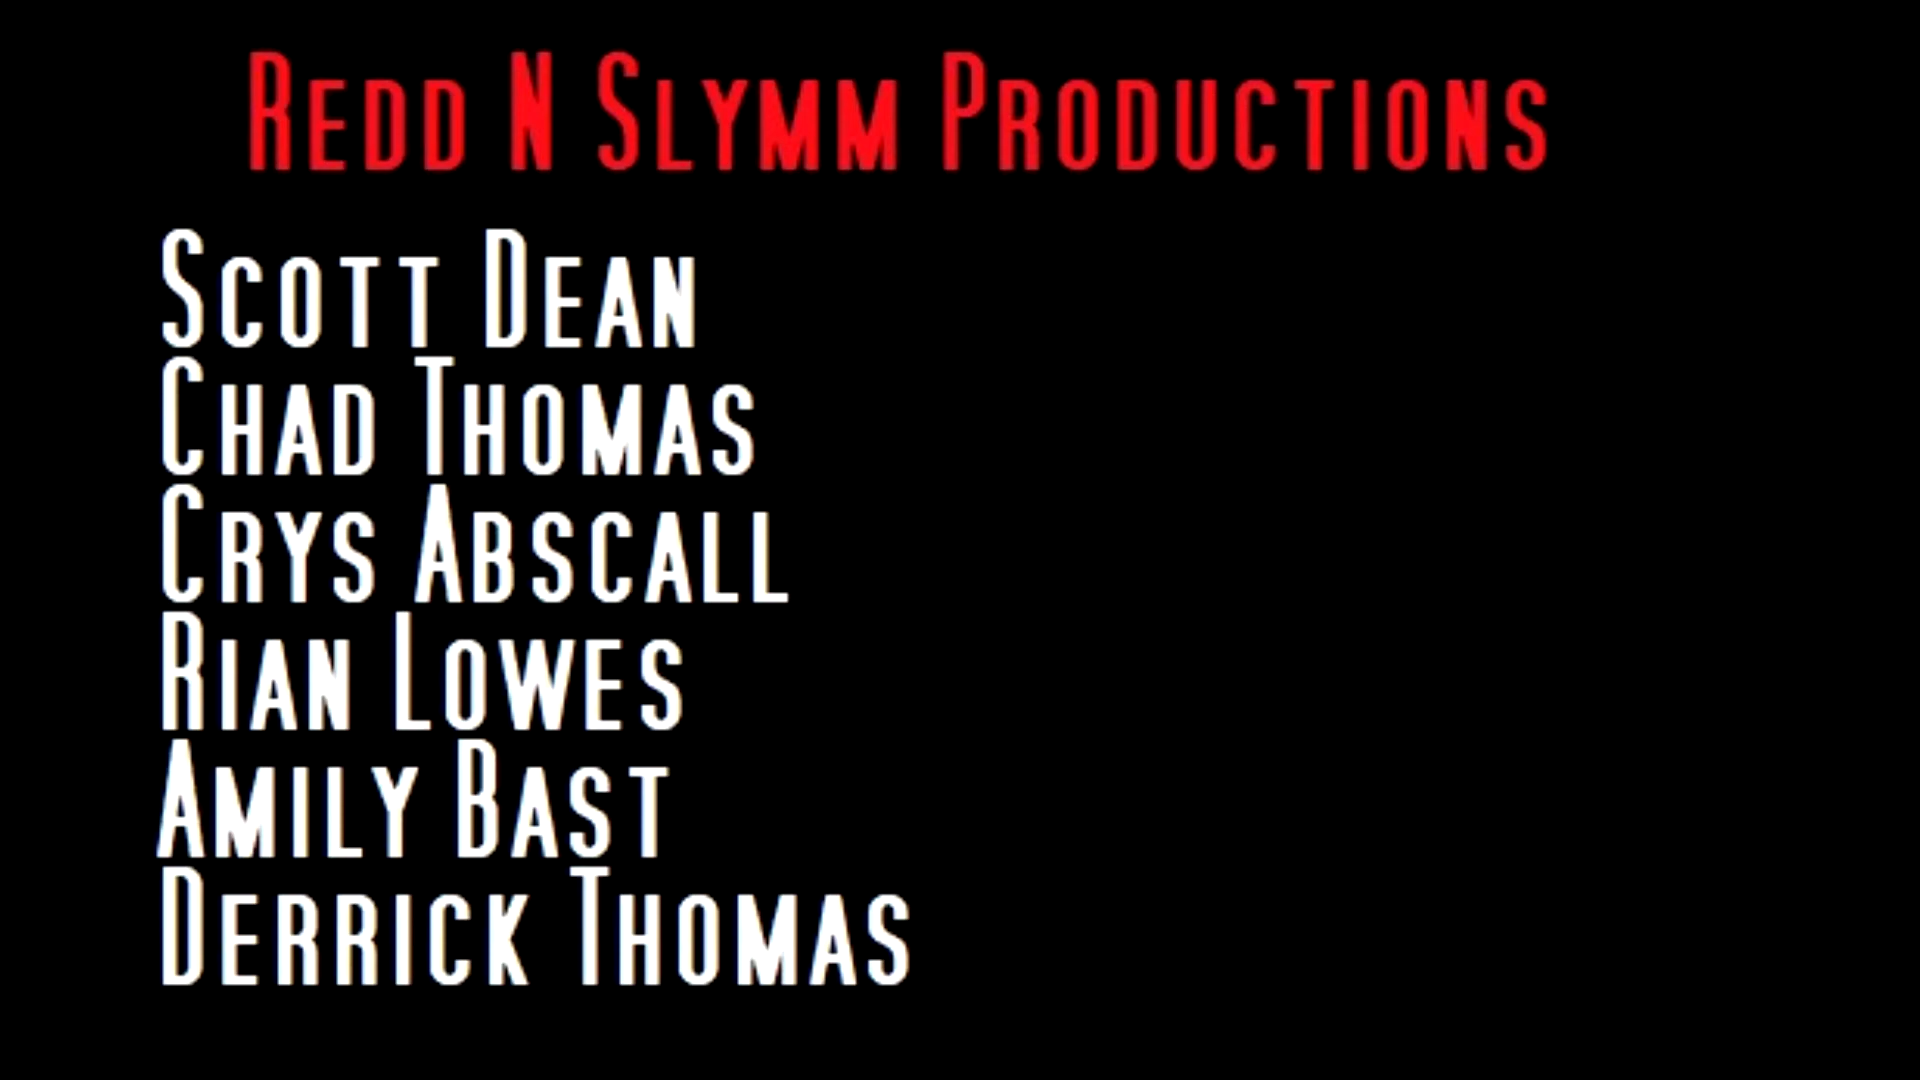 Redd N Slymm Productions
Scott Dean
Chad Thomas
Crys Abscall
Rian Lowes
Amily Bast
Derrick Thomas